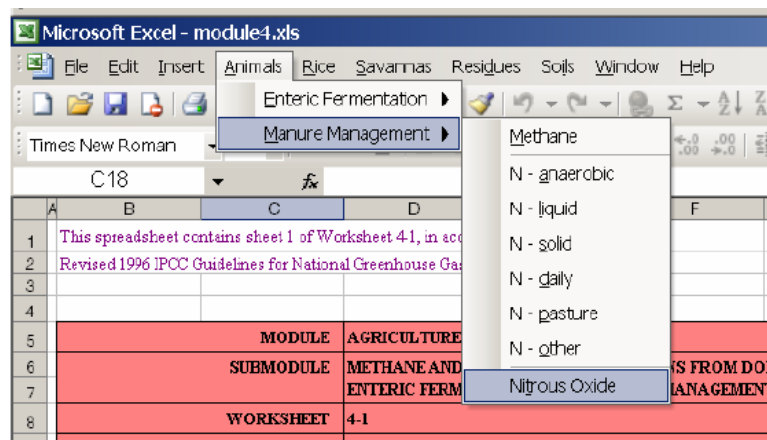 Microsoft Excel - module4.xls
File Edit Insert Animals Rice Savannas Residues Soils Window Help
Enteric Fermentation
Manure Management
Times New Roman
Methane
N - anaerobic
N - liquid
N - solid
N - daily
N - pasture
N - other
Nitrous Oxide
C18 fx
A B C D F
1 This spreadsheet contains sheet 1 of Worksheet 4-1, in
2 Revised 1996 IPCC Guidelines for National Greenhouse
3
4
5 MODULE AGRICULTURE
6 SUBMODULE METHANE AND S FROM
7 ENTERIC MANAGEMENT
8 WORKSHEET 4-1